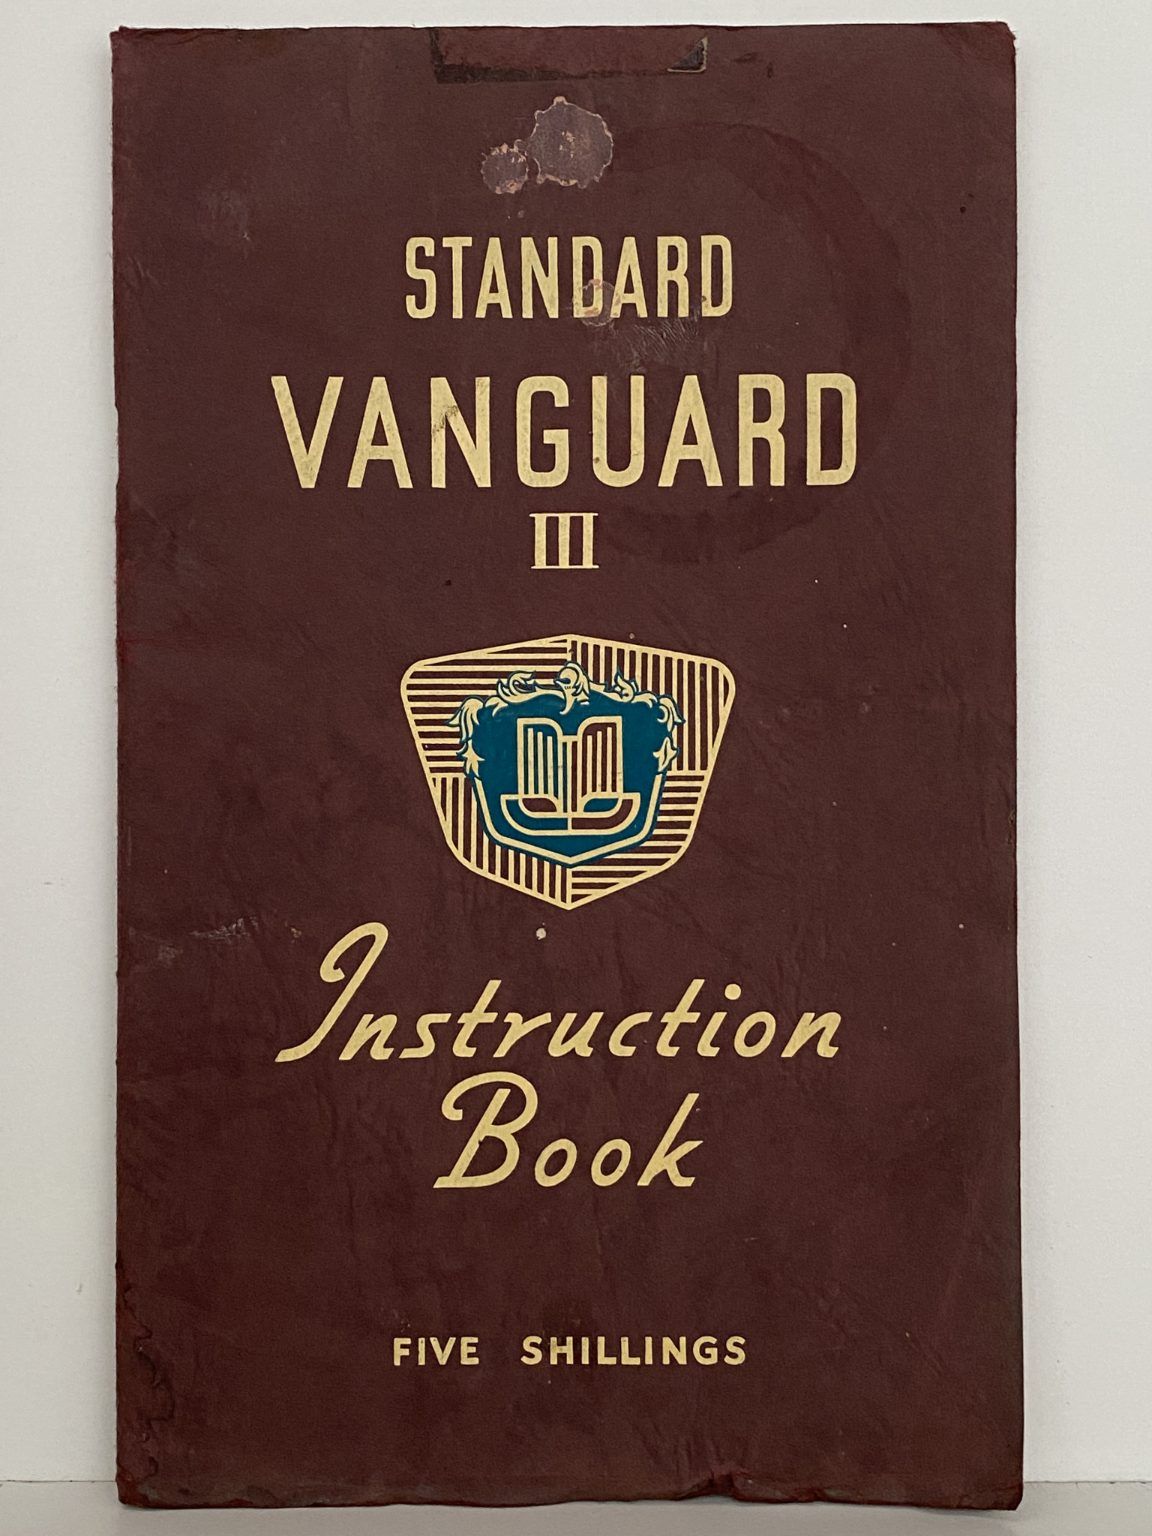 STANDARD
VANGUARD
III
Instruction
Book
FIVE SHILLINGS